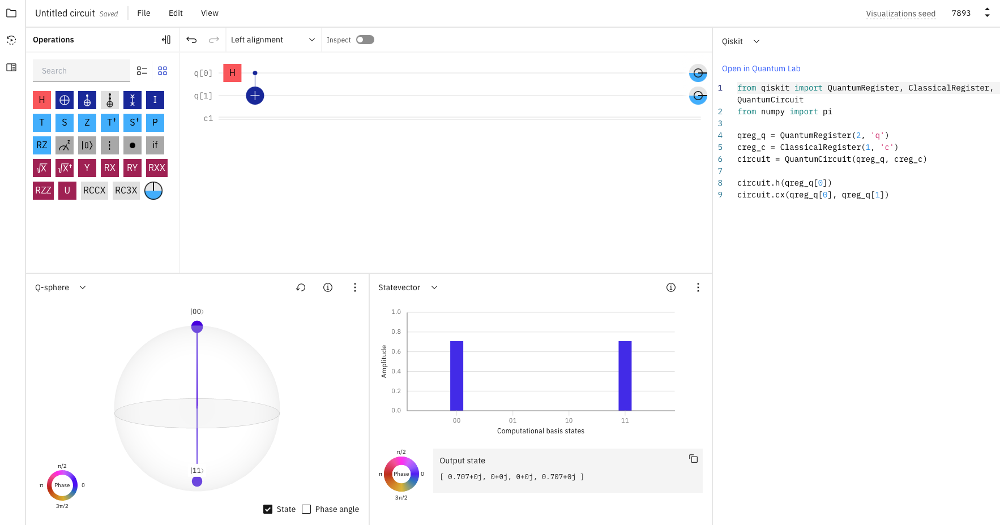 Untitled circuit Saved File Edit View Visualizations seed 7893
Operations
Left alignment
Inspect
Search
H I
T S Z T† S† P
RZ z |0⟩ if
√X √X† Y RX RY RXX
RZZ U RCCX RC3X
q[0] H
q[1]
c1
Qiskit
Open in Quantum Lab
1 from qiskit import QuantumRegister, ClassicalRegister,
QuantumCircuit
2 from numpy import pi
3
4 qreg_q = QuantumRegister(2, 'q')
5 creg_c = ClassicalRegister(1, 'c')
6 circuit = QuantumCircuit(qreg_q, creg_c)
7
8 circuit.h(qreg_q[0])
9 circuit.cx(qreg_q[0], qreg_q[1])
Q-sphere
|00⟩
|11⟩
π/2
π Phase 0
3π/2
State Phase angle
Statevector
1.0
0.8
0.6
0.4
0.2
0.0
Amplitude
00 01 10 11
Computational basis states
π/2
π Phase 0
3π/2
Output state
[ 0.707+0j, 0+0j, 0+0j, 0.707+0j ]